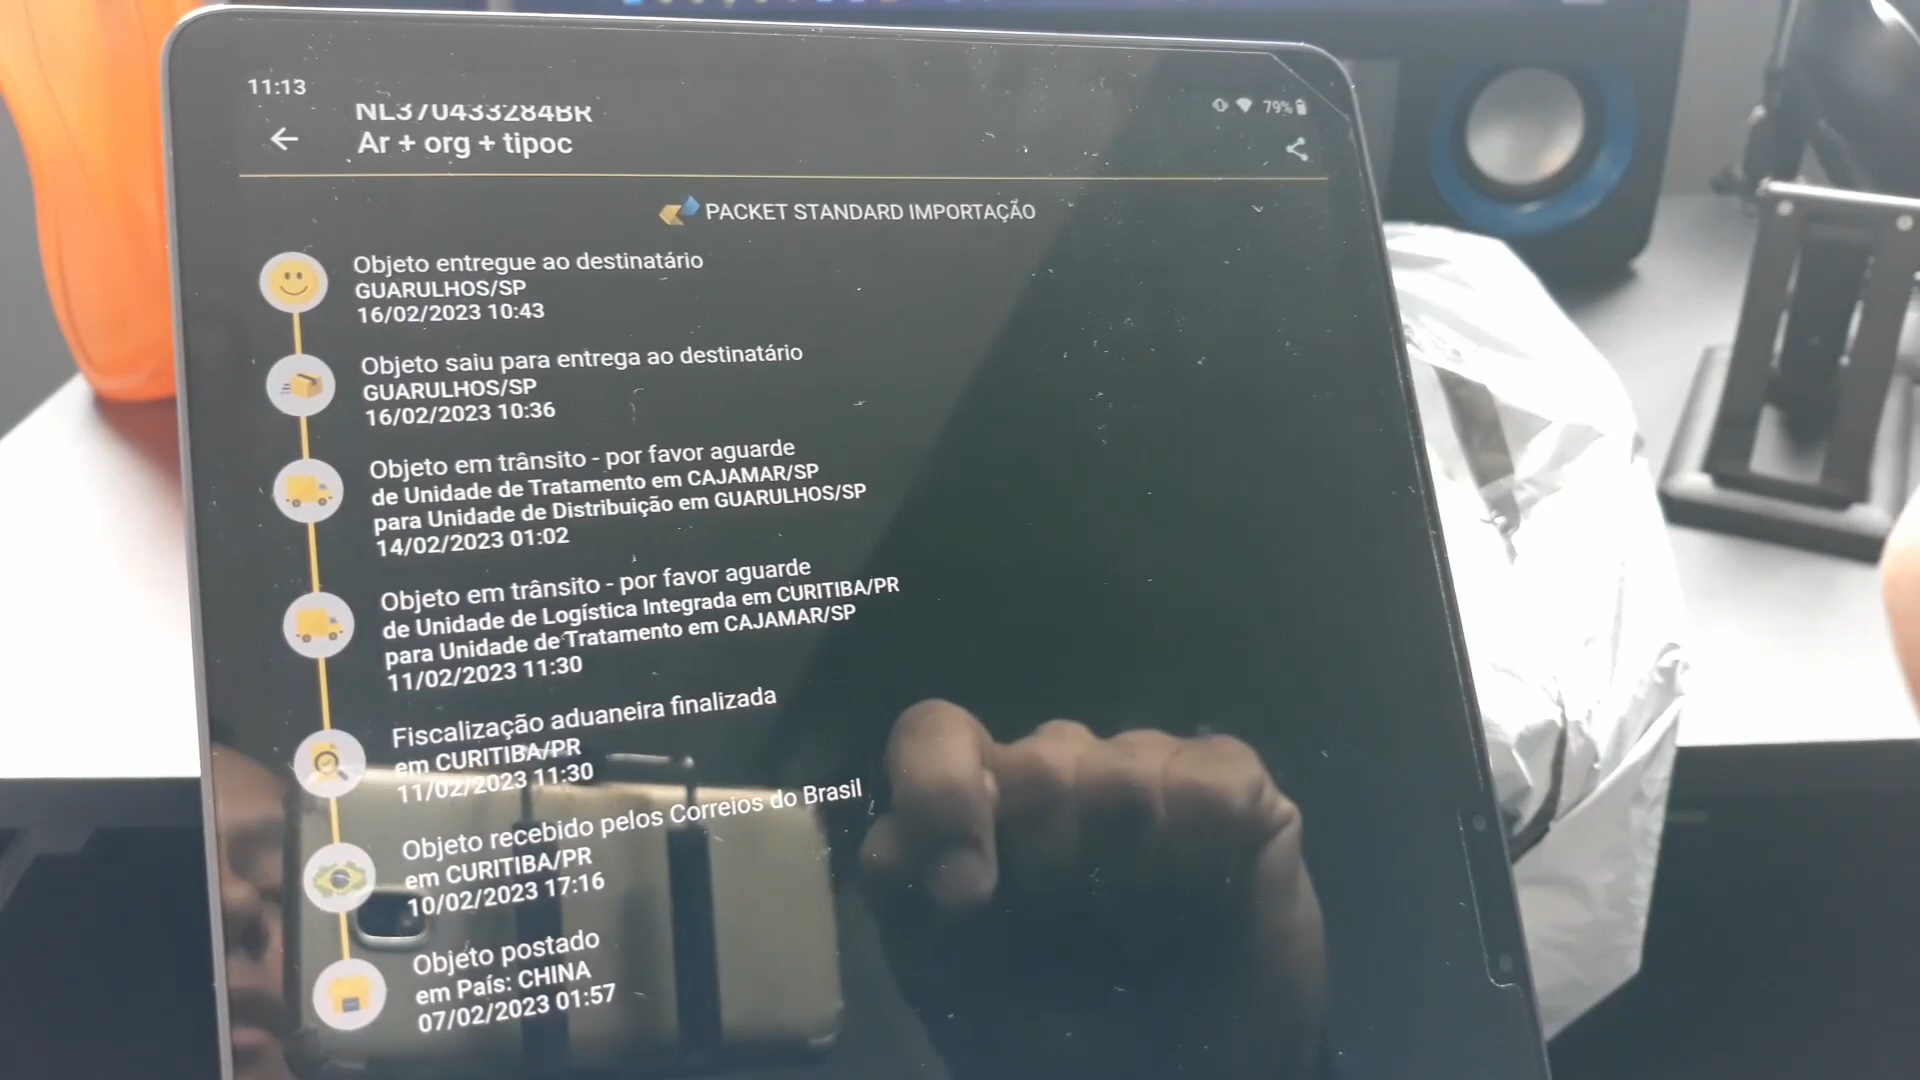 11:13
79%
NL370433284BR
Ar + org + tipoc
PACKET STANDARD IMPORTAÇÃO
Objeto entregue ao destinatário
GUARULHOS/SP
16/02/2023 10:43
Objeto saiu para entrega ao destinatário
GUARULHOS/SP
16/02/2023 10:36
Objeto em trânsito - por favor aguarde
de Unidade de Tratamento em CAJAMAR/SP
para Unidade de Distribuição em GUARULHOS/SP
14/02/2023 01:02
Objeto em trânsito - por favor aguarde
de Unidade de Logística Integrada em CURITIBA/PR
para Unidade de Tratamento em CAJAMAR/SP
11/02/2023 11:30
Fiscalização aduaneira finalizada
em CURITIBA/PR
11/02/2023 11:30
Objeto recebido pelos Correios do Brasil
em CURITIBA/PR
10/02/2023 17:16
Objeto postado
em País: CHINA
07/02/2023 01:57